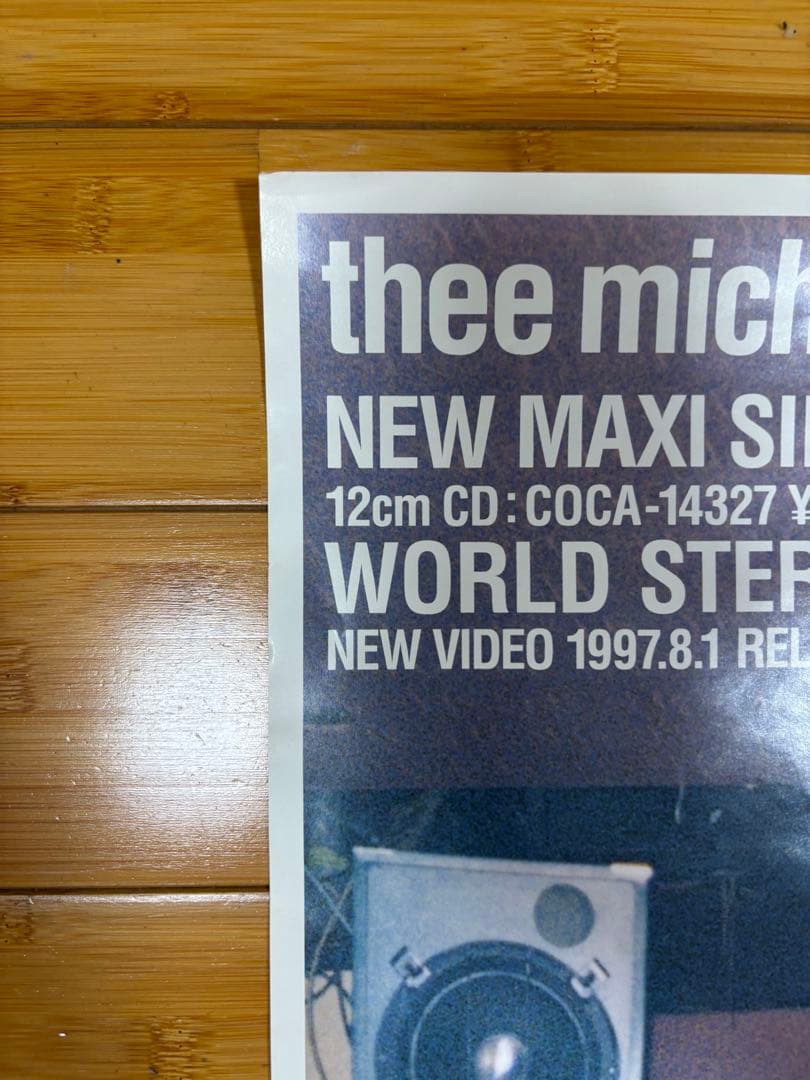 thee mich
NEW MAXI SI
12cm CD:COCA-14327 ¥
WORLD STER
NEW VIDEO 1997.8.1 REL